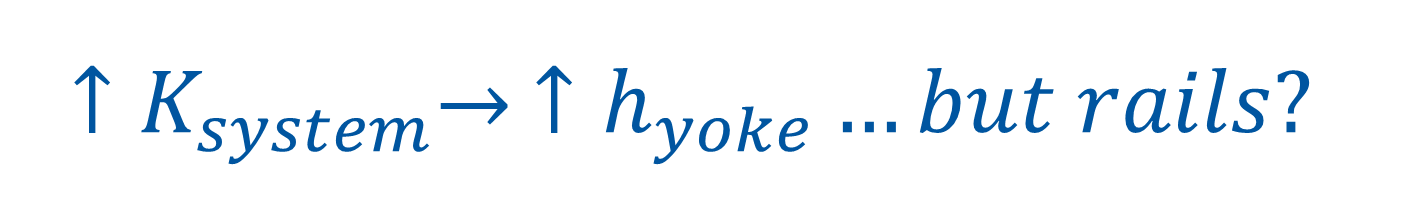 ↑ K_system → ↑ h_yoke … but rails?